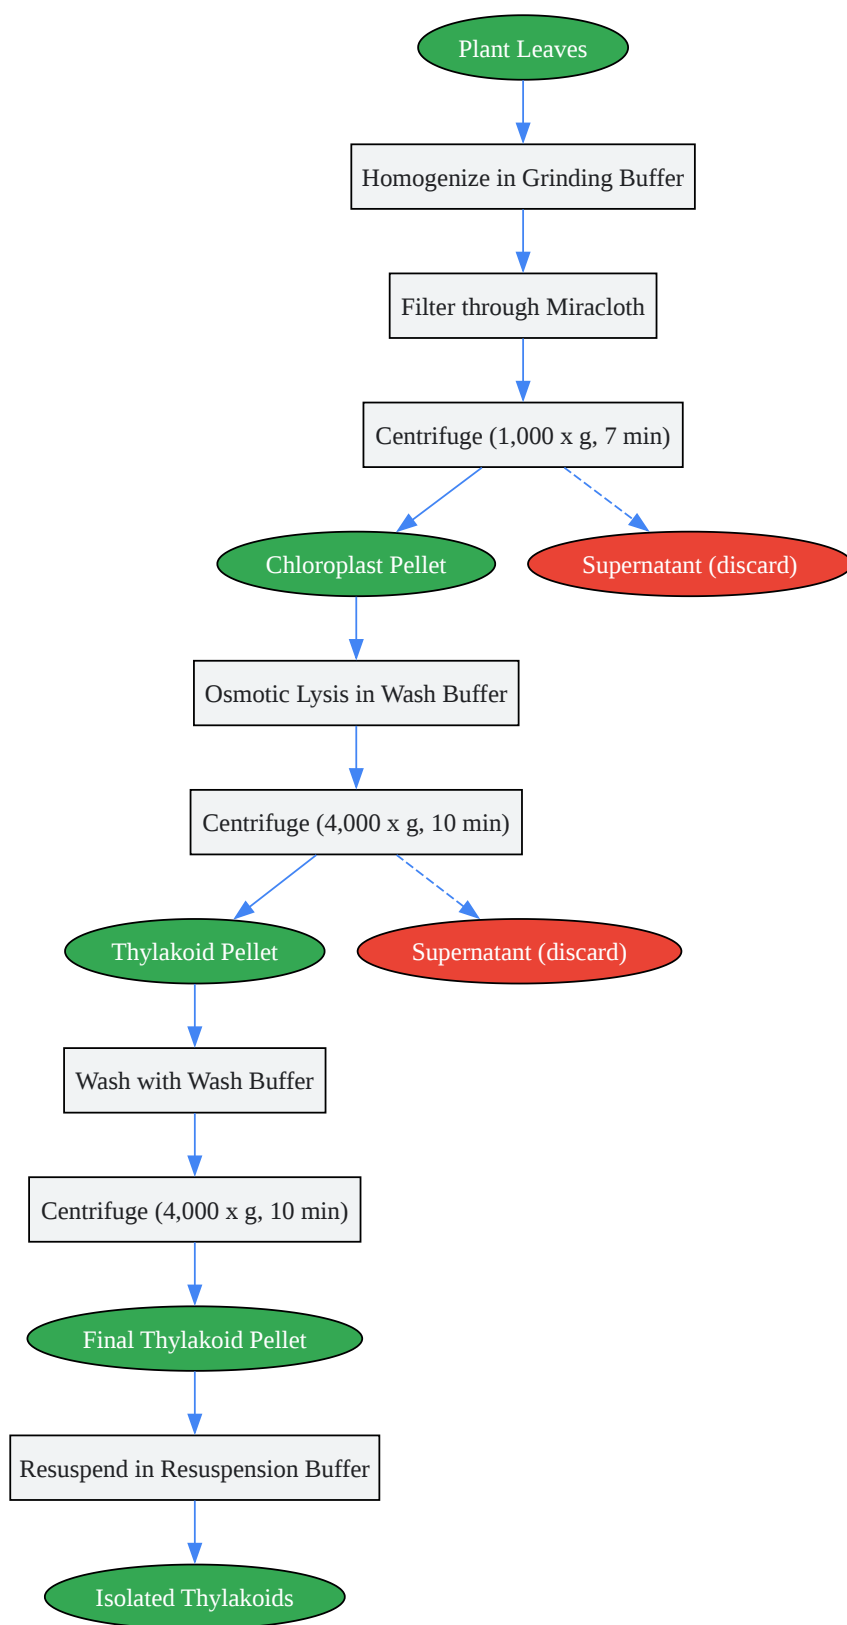 Plant Leaves
Homogenize in Grinding Buffer
Filter through Miracloth
Centrifuge (1,000 x g, 7 min)
Chloroplast Pellet
Supernatant (discard)
Osmotic Lysis in Wash Buffer
Centrifuge (4,000 x g, 10 min)
Thylakoid Pellet
Supernatant (discard)
Wash with Wash Buffer
Centrifuge (4,000 x g, 10 min)
Final Thylakoid Pellet
Resuspend in Resuspension Buffer
Isolated Thylakoids